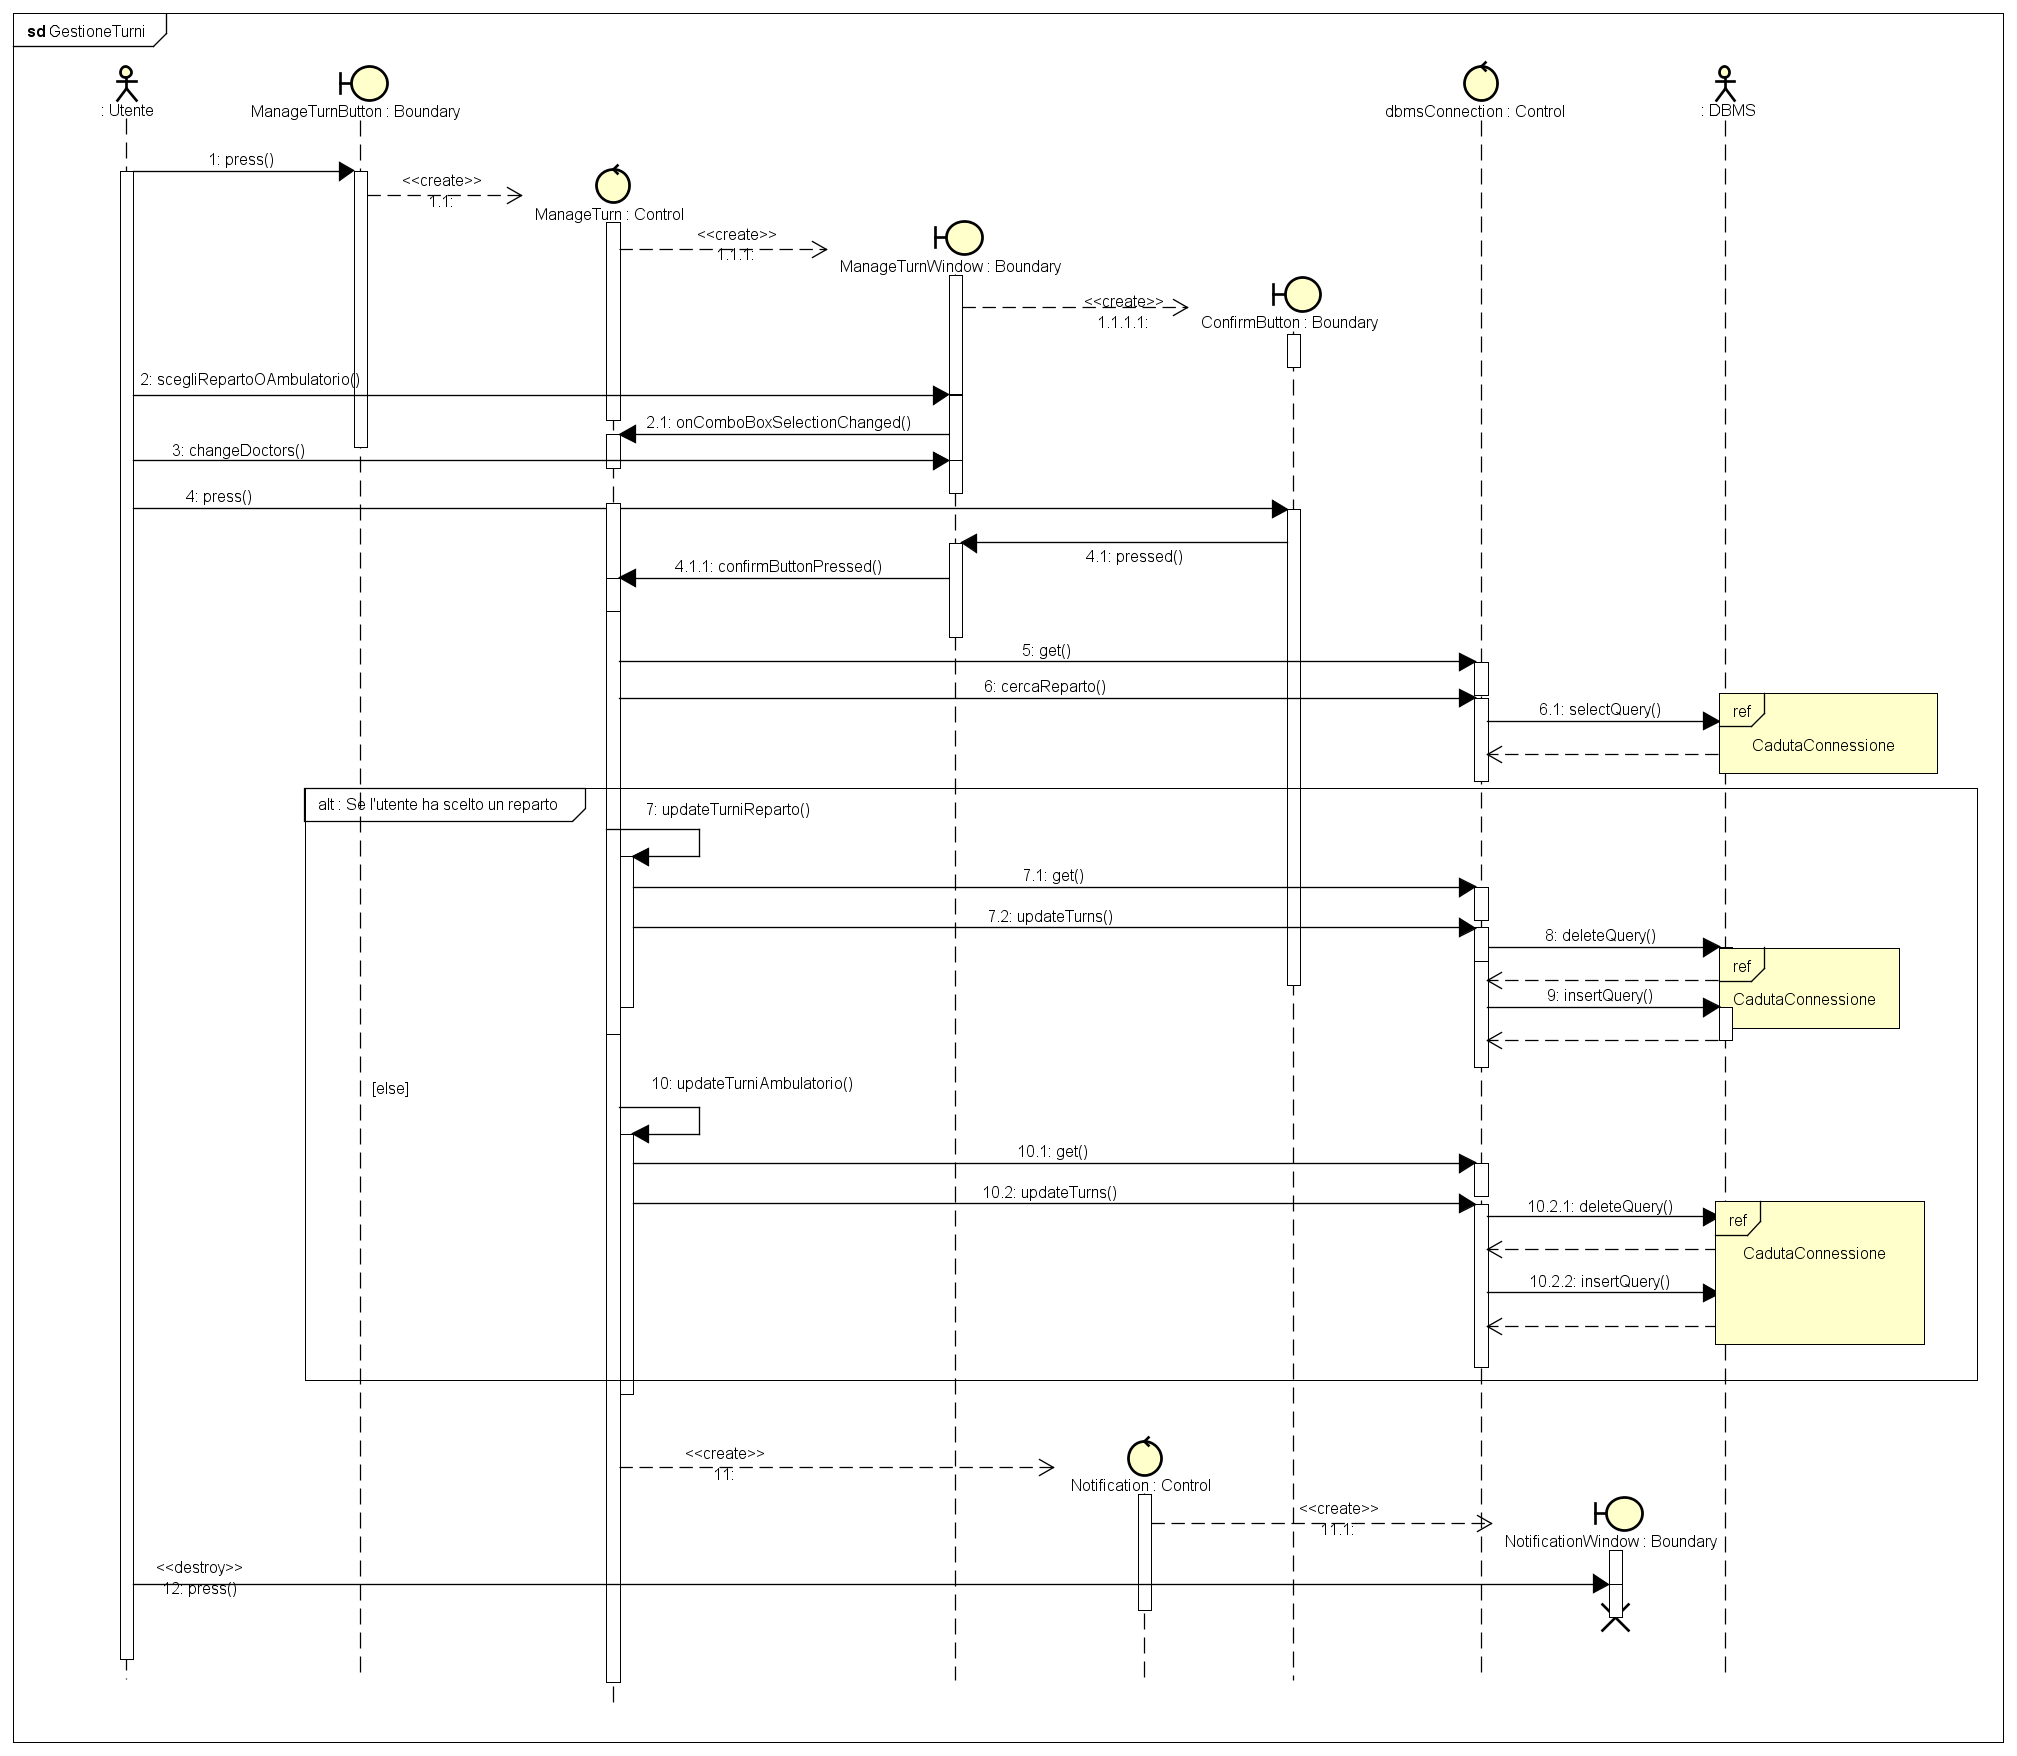 sd GestioneTurni
: Utente
ManageTurnButton : Boundary
dbmsConnection : Control
: DBMS
1: press()
<<create>>
1.1:
ManageTurn : Control
<<create>>
1.1.1:
ManageTurnWindow : Boundary
<<create>>
1.1.1.1:
ConfirmButton : Boundary
2: scegliRepartoOAmbulatorio()
2.1: onComboBoxSelectionChanged()
3: changeDoctors()
4: press()
4.1: pressed()
4.1.1: confirmButtonPressed()
5: get()
6: cercaReparto()
6.1: selectQuery()
ref
CadutaConnessione
alt : Se l'utente ha scelto un reparto
7: updateTurniReparto()
7.1: get()
7.2: updateTurns()
8: deleteQuery()
ref
9: insertQuery()
CadutaConnessione
[else]
10: updateTurniAmbulatorio()
10.1: get()
10.2: updateTurns()
10.2.1: deleteQuery()
ref
CadutaConnessione
10.2.2: insertQuery()
<<create>>
11:
Notification : Control
<<create>>
11.1:
NotificationWindow : Boundary
<<destroy>>
12: press()